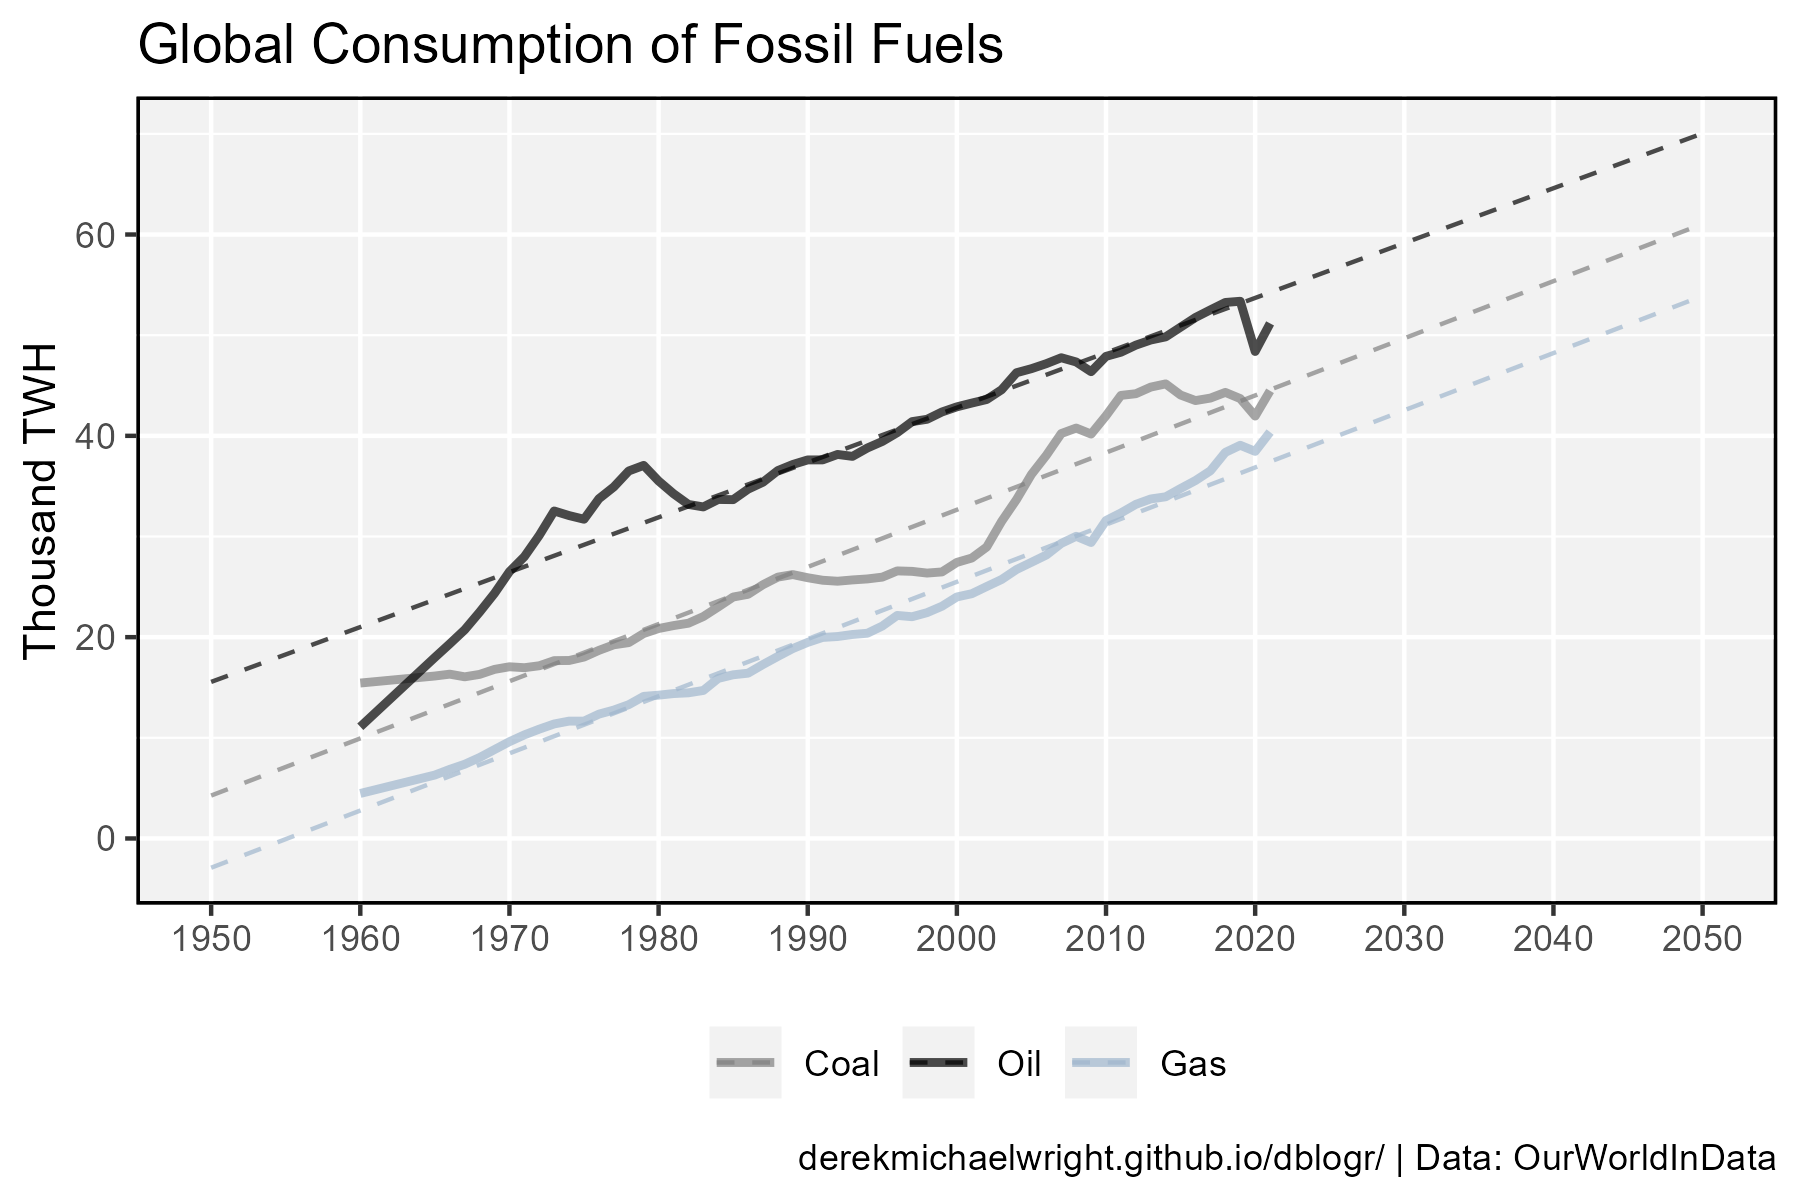 Global Consumption of Fossil Fuels
Thousand TWH
60
40
20
0
1950 1960 1970 1980 1990 2000 2010 2020 2030 2040 2050
Coal Oil Gas
derekmichaelwright.github.io/dblogr/ | Data: OurWorldInData